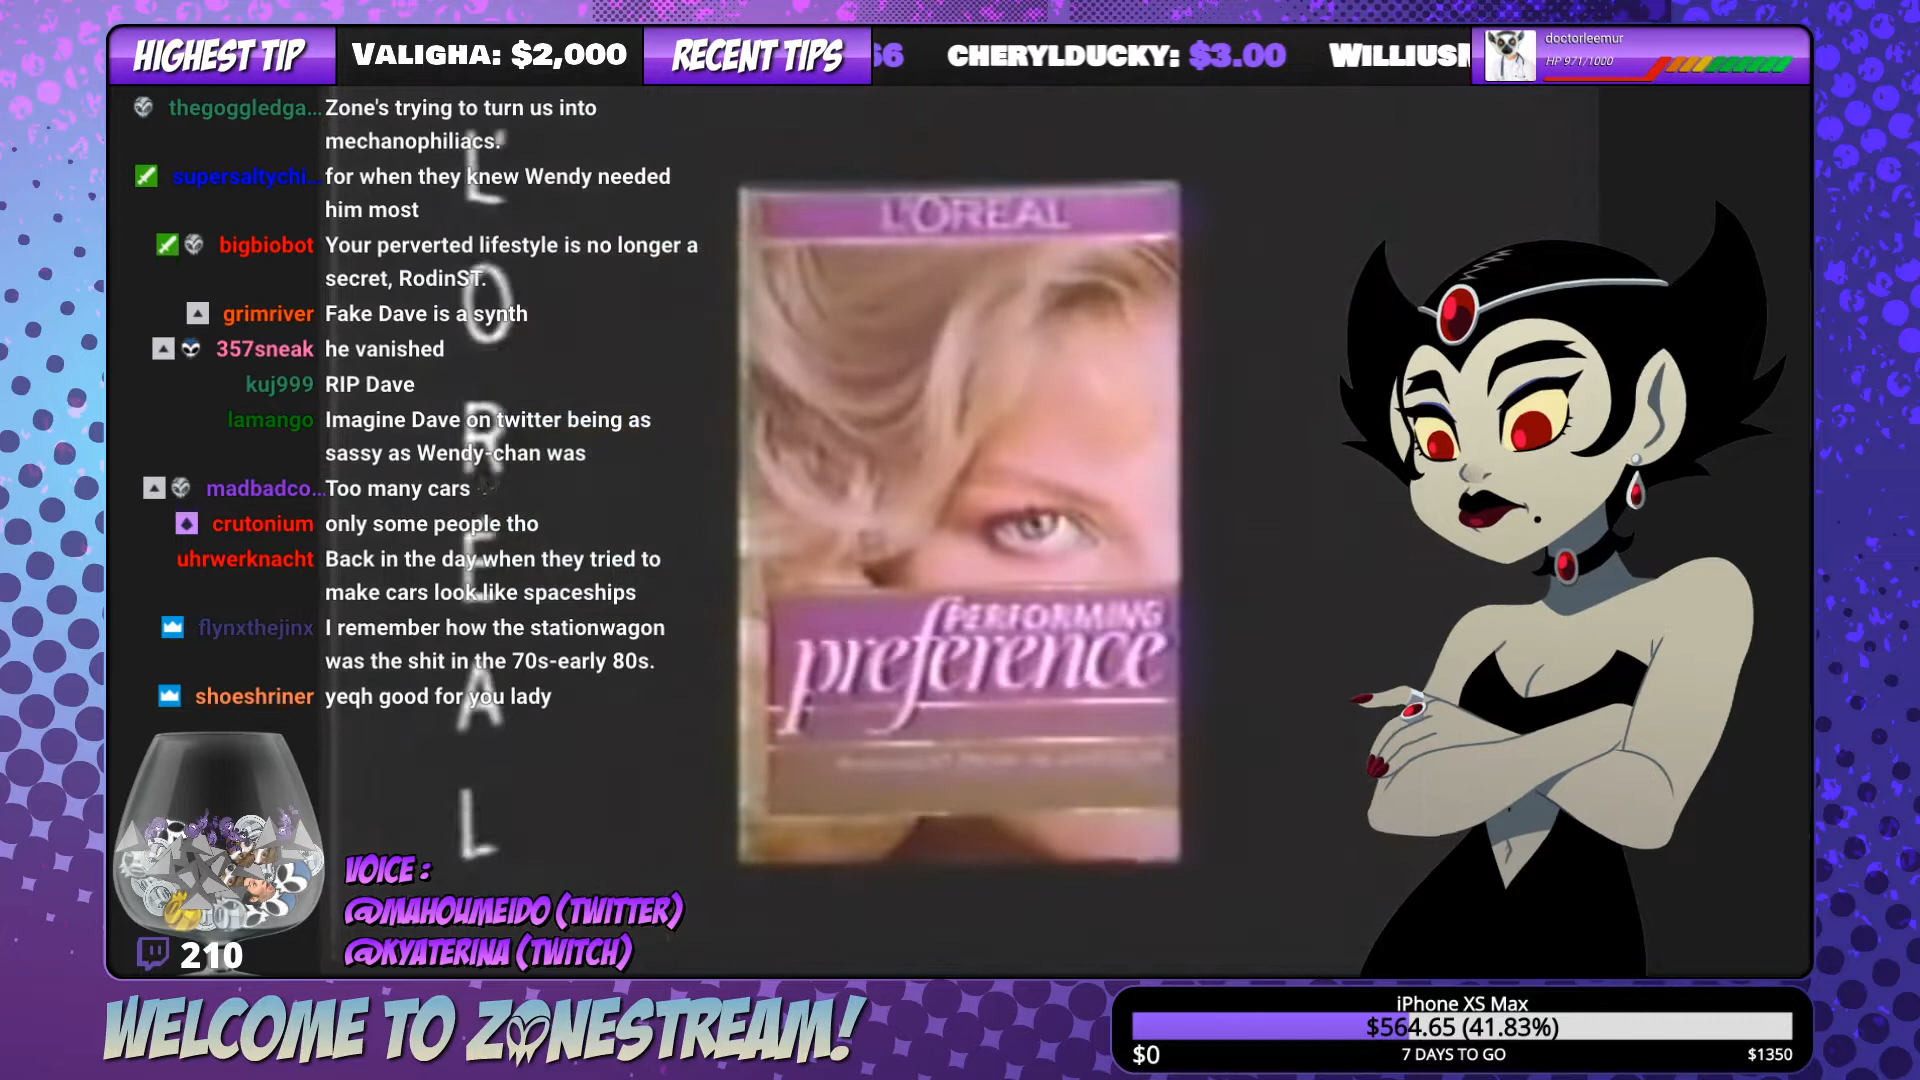 HIGHEST TIP
VALIGHA: $2,000
RECENT TIPS
66 CHERYLDUCKY: $3.00
doctorleemur
HP 971/1000
thegoggledga... Zone's trying to turn us into
mechanophiliacs.
supersaltychi... for when they knew Wendy needed
him most
bigbiobot Your perverted lifestyle is no longer a
secret, RodinST.
grimriver Fake Dave is a synth
357sneak he vanished
kuj999 RIP Dave
lamango Imagine Dave on twitter being as
sassy as Wendy-chan was
madbadco... Too many cars
crutonium only some people tho
uhrwerknacht Back in the day when they tried to
make cars look like spaceships
flynxthejinx I remember how the stationwagon
was the shit in the 70s-early 80s.
shoeshriner yeqh good for you lady
L
O
R
E
A
L
L'ORÉAL
PERFORMING
preference
VOICE :
@MAHOUMEIDO (TWITTER)
@KYATERINA (TWITCH)
210
WELCOME TO ZONESTREAM!
iPhone XS Max
$564.65 (41.83%)
$0
7 DAYS TO GO
$1350